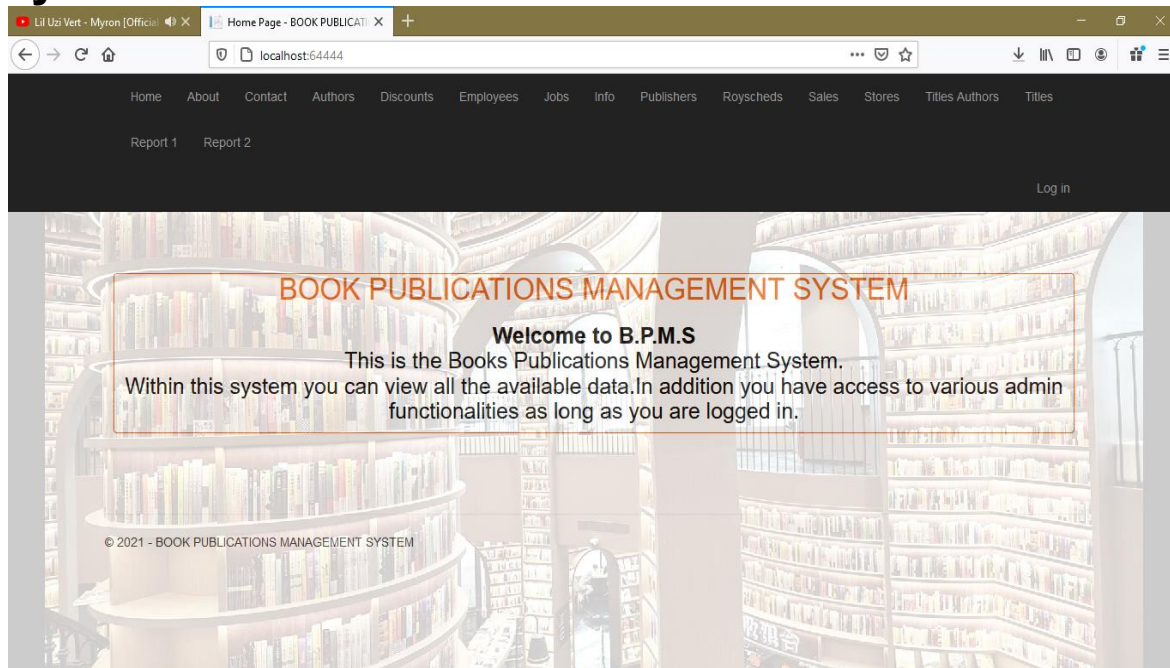 Lil Uzi Vert - Myron [Official
Home Page - BOOK PUBLICATI
localhost:64444
Home About Contact Authors Discounts Employees Jobs Info Publishers Royscheds Sales Stores Titles Authors Titles
Report 1 Report 2
Log in
BOOK PUBLICATIONS MANAGEMENT SYSTEM
Welcome to B.P.M.S
This is the Books Publications Management System.
Within this system you can view all the available data.In addition you have access to various admin
functionalities as long as you are logged in.
© 2021 - BOOK PUBLICATIONS MANAGEMENT SYSTEM